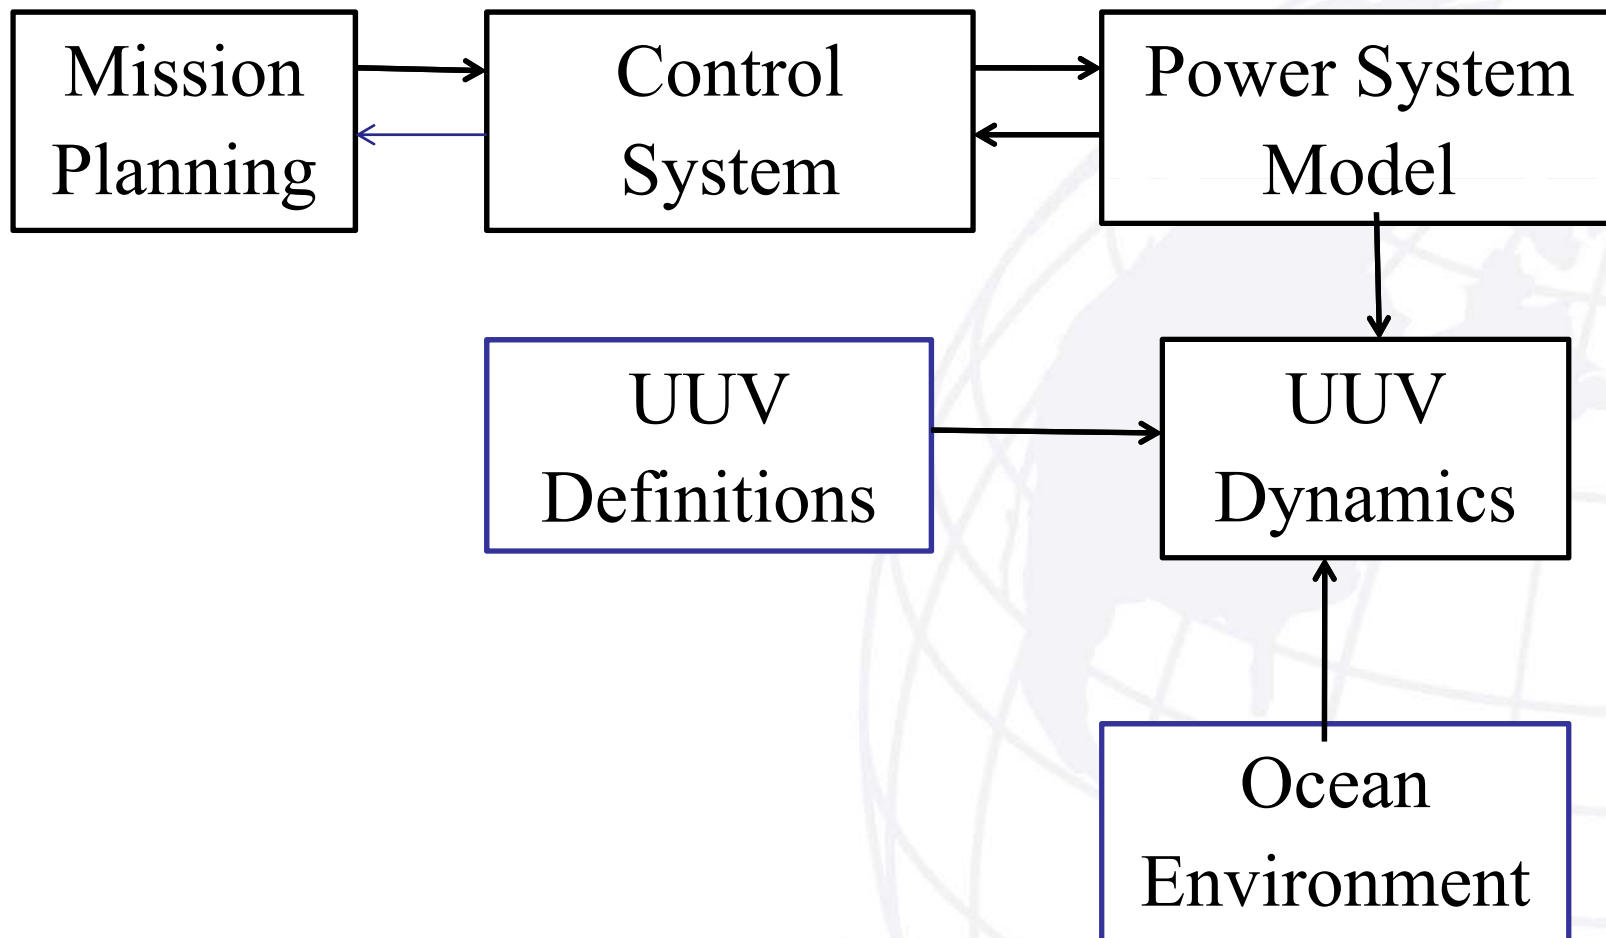 Mission
Planning
Control
System
Power System
Model
UUV
Definitions
UUV
Dynamics
Ocean
Environment